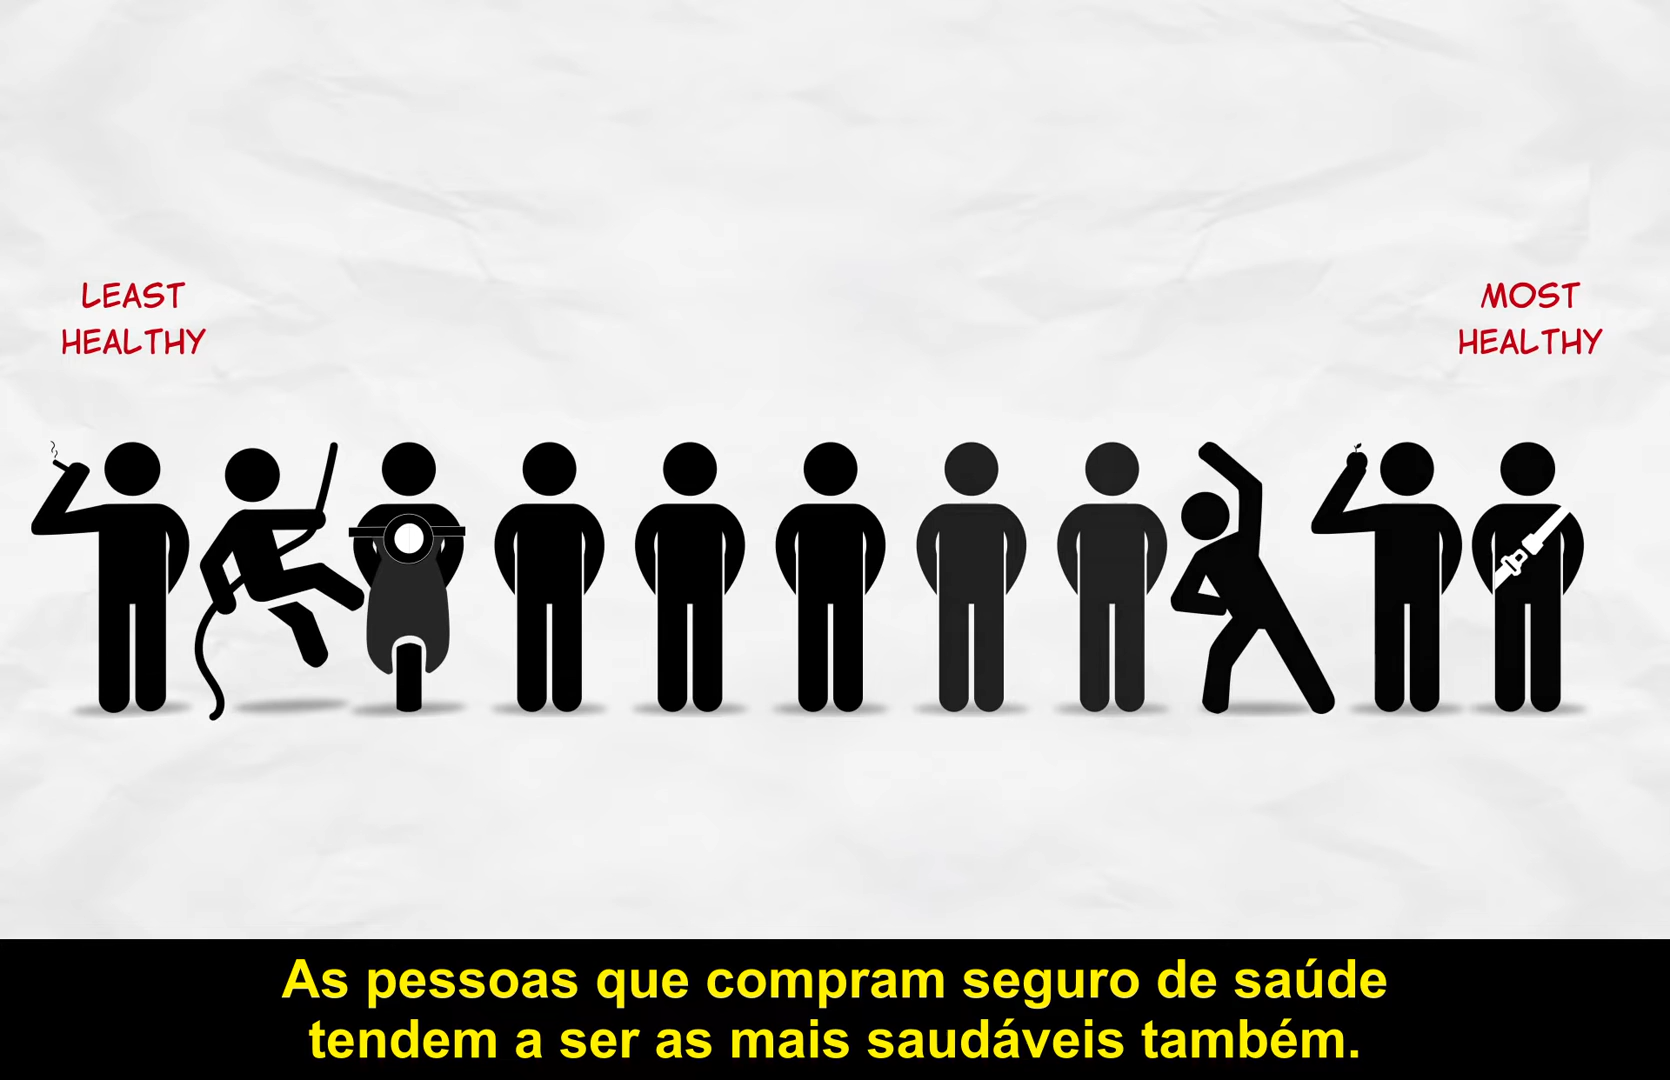 LEAST
HEALTHY
MOST
HEALTHY
As pessoas que compram seguro de saúde
tendem a ser as mais saudáveis também.